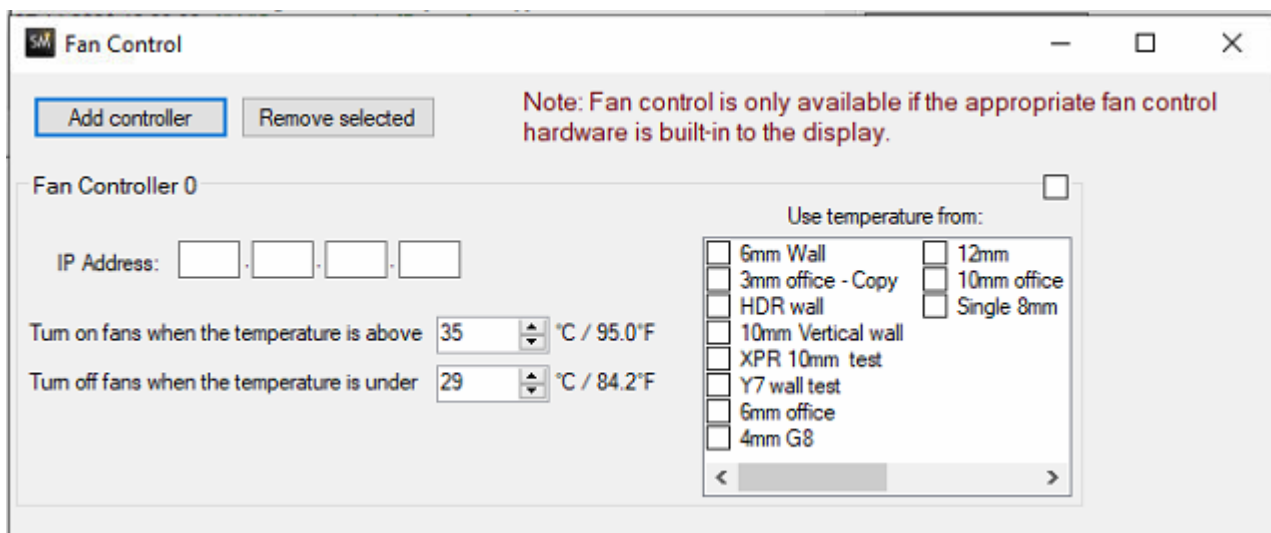 SM Fan Control
Add controller
Remove selected
Note: Fan control is only available if the appropriate fan control
hardware is built-in to the display.
Fan Controller 0
Use temperature from:
IP Address: . . .
Turn on fans when the temperature is above 35 °C / 95.0°F
Turn off fans when the temperature is under 29 °C / 84.2°F
6mm Wall
3mm office - Copy
HDR wall
10mm Vertical wall
XPR 10mm  test
Y7 wall test
6mm office
4mm G8
12mm
10mm office
Single 8mm